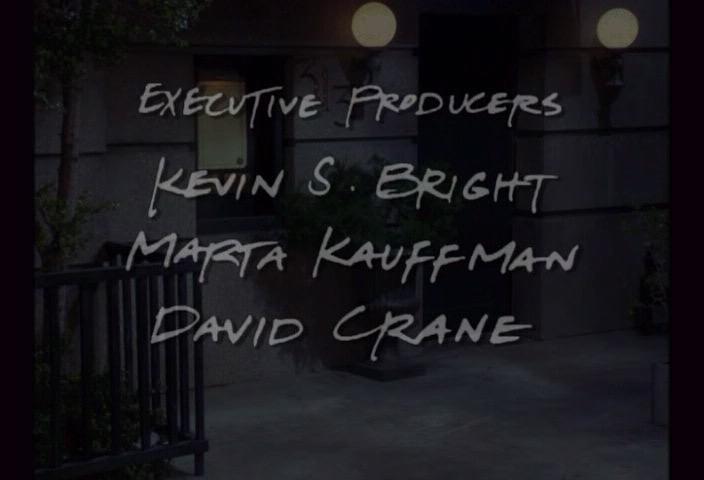 EXECUTIVE PRODUCERS
KEVIN S. BRIGHT
MARTA KAUFFMAN
DAVID CRANE